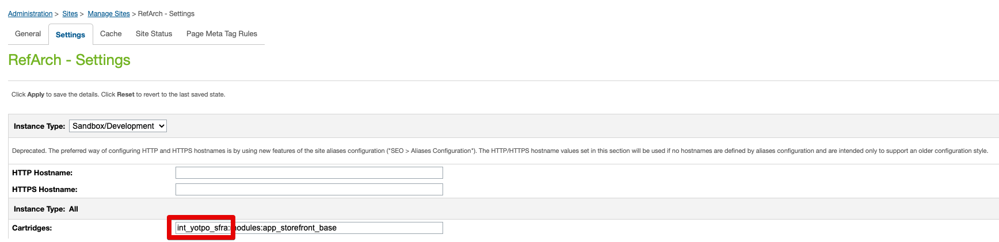 Administration > Sites > Manage Sites > RefArch - Settings
General Settings Cache Site Status Page Meta Tag Rules
RefArch - Settings
Click Apply to save the details. Click Reset to revert to the last saved state.
Instance Type: Sandbox/Development
Deprecated. The preferred way of configuring HTTP and HTTPS hostnames is by using new features of the site aliases configuration ("SEO > Aliases Configuration"). The HTTP/HTTPS hostname values set in this section will be used if no hostnames are defined by aliases configuration and are intended only to support an older configuration style.
HTTP Hostname:
HTTPS Hostname:
Instance Type: All
Cartridges: int_yotpo_sfra:modules:app_storefront_base